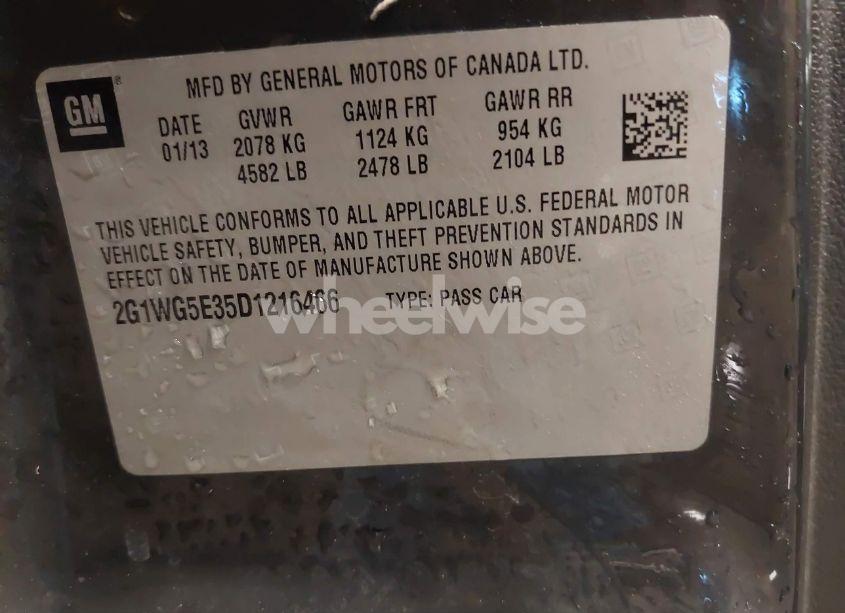 MFD BY GENERAL MOTORS OF CANADA LTD.
GM
DATE GVWR GAWR FRT GAWR RR
01/13 2078 KG 1124 KG 954 KG
4582 LB 2478 LB 2104 LB
THIS VEHICLE CONFORMS TO ALL APPLICABLE U.S. FEDERAL MOTOR
VEHICLE SAFETY, BUMPER, AND THEFT PREVENTION STANDARDS IN
EFFECT ON THE DATE OF MANUFACTURE SHOWN ABOVE.
2G1WG5E35D1216466 TYPE: PASS CAR
wheelwise